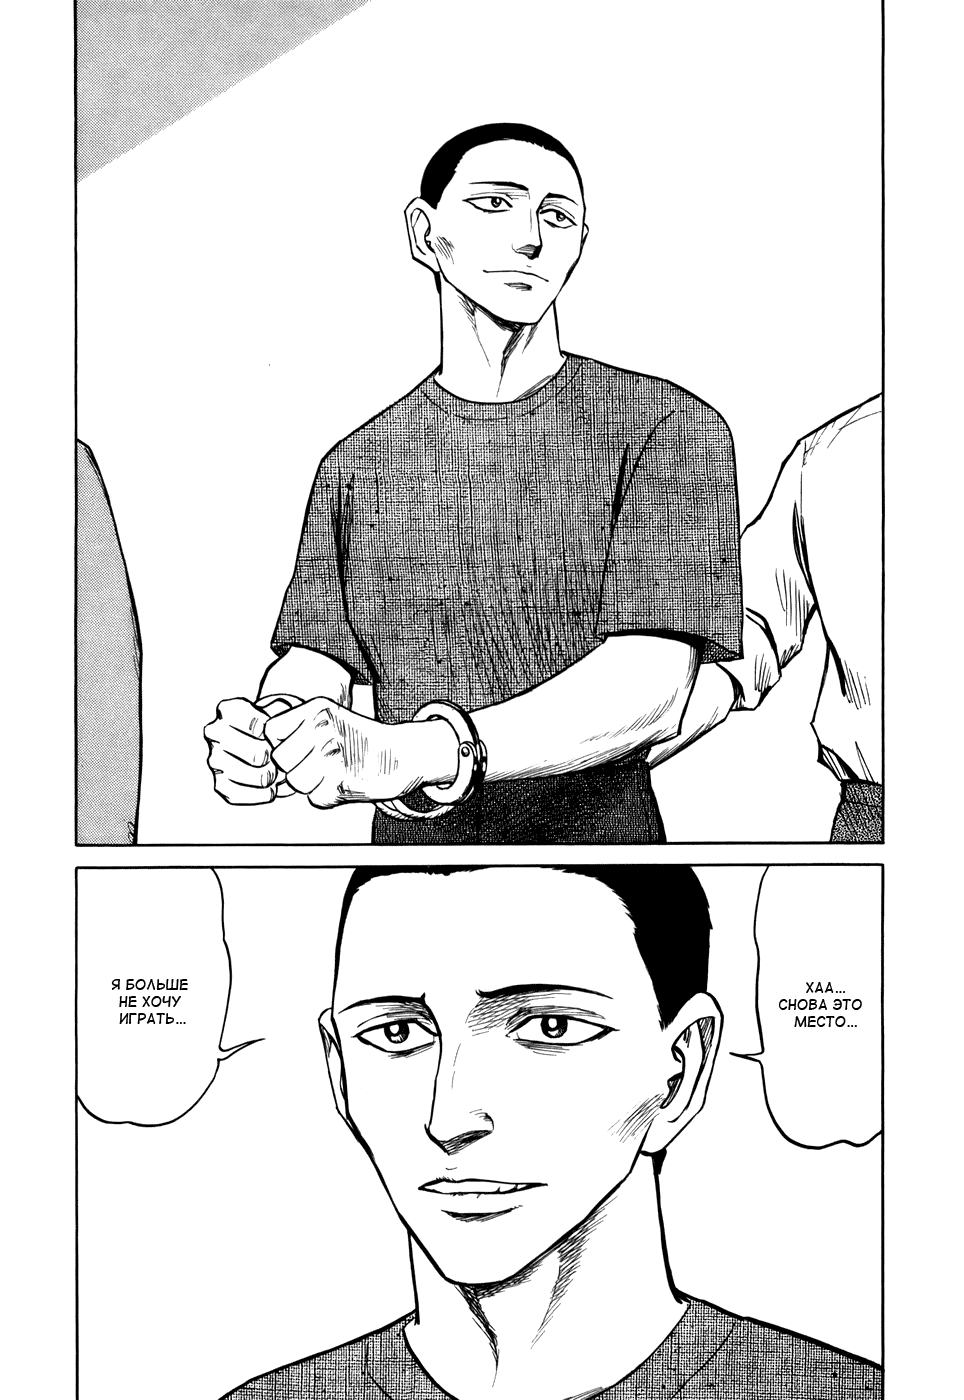 ХАА...
СНОВА ЭТО
МЕСТО...
Я БОЛЬШЕ
НЕ ХОЧУ
ИГРАТЬ...